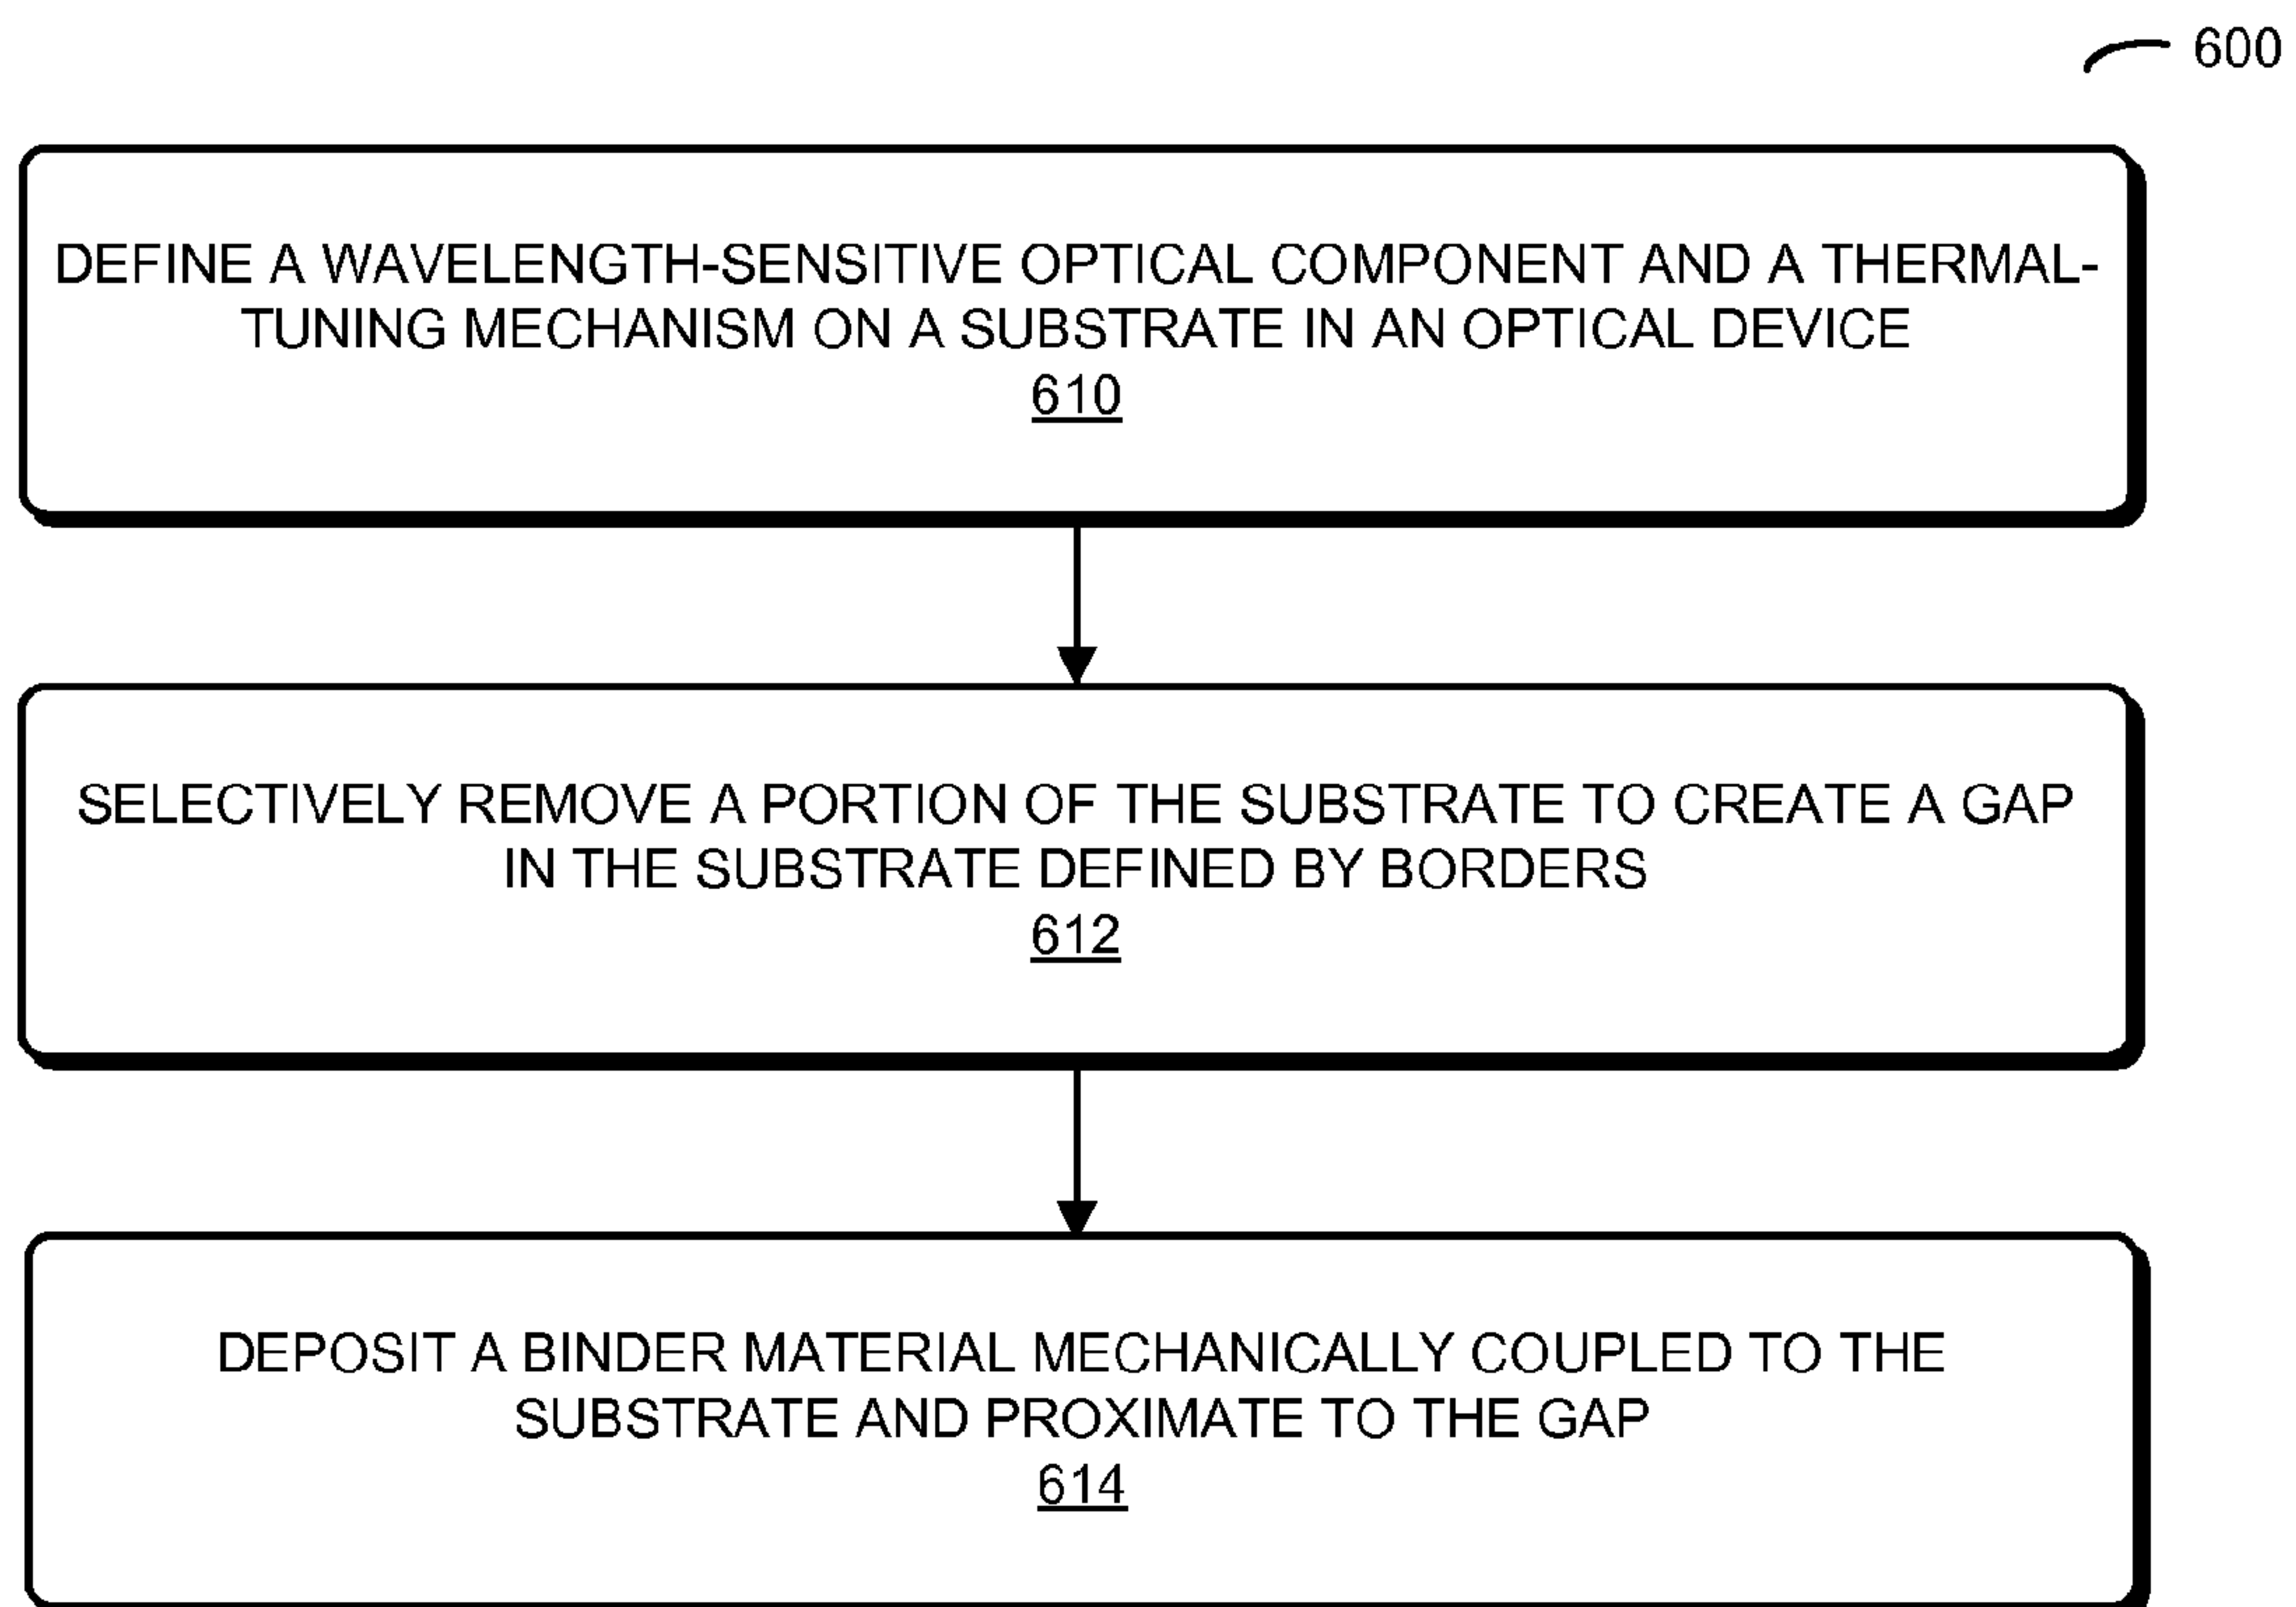 600
DEFINE A WAVELENGTH-SENSITIVE OPTICAL COMPONENT AND A THERMAL-
TUNING MECHANISM ON A SUBSTRATE IN AN OPTICAL DEVICE
610
SELECTIVELY REMOVE A PORTION OF THE SUBSTRATE TO CREATE A GAP
IN THE SUBSTRATE DEFINED BY BORDERS
612
DEPOSIT A BINDER MATERIAL MECHANICALLY COUPLED TO THE
SUBSTRATE AND PROXIMATE TO THE GAP
614